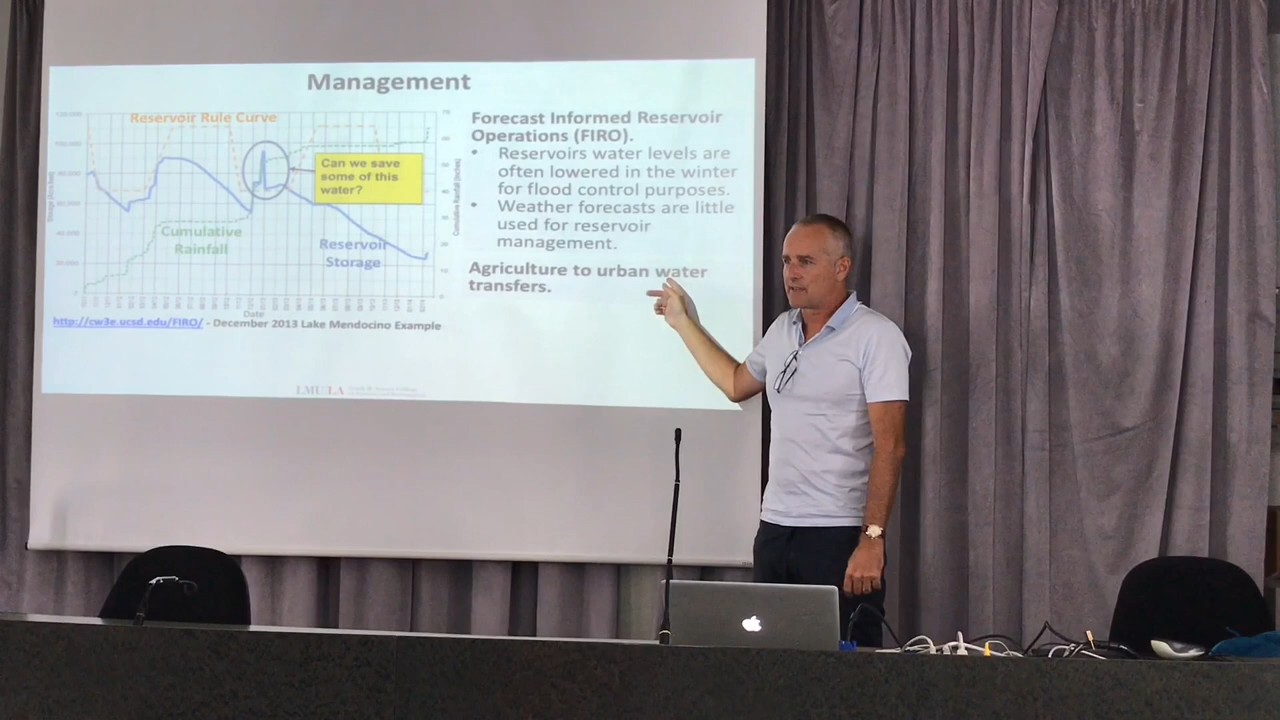 Management
Reservoir Rule Curve
Can we save
some of this
water?
Cumulative
Rainfall
Reservoir
Storage
Cumulative Rainfall (inches)
Date
http://cw3e.ucsd.edu/FIRO/ - December 2013 Lake Mendocino Example
Forecast Informed Reservoir
Operations (FIRO).
• Reservoirs water levels are
often lowered in the winter
for flood control purposes.
• Weather forecasts are little
used for reservoir
management.
Agriculture to urban water
transfers.
LMU|LA